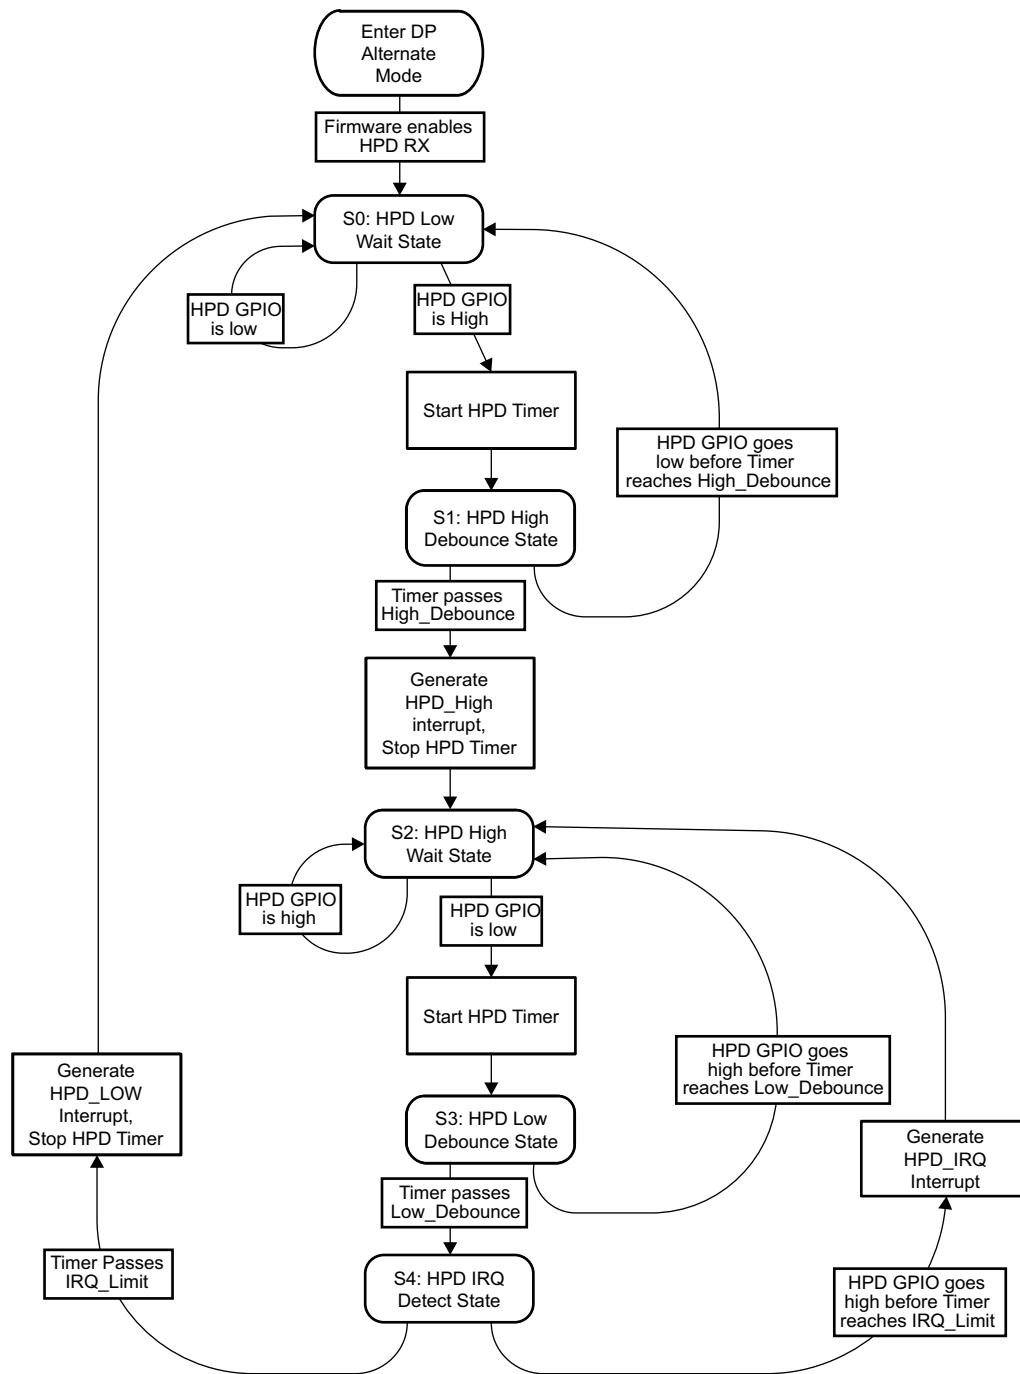 Enter DP
Alternate
Mode
Firmware enables
HPD RX
S0: HPD Low
Wait State
HPD GPIO
is low
HPD GPIO
is High
Start HPD Timer
HPD GPIO goes
low before Timer
reaches High_Debounce
S1: HPD High
Debounce State
Timer passes
High_Debounce
Generate
HPD_High
interrupt,
Stop HPD Timer
S2: HPD High
Wait State
HPD GPIO
is high
HPD GPIO
is low
Start HPD Timer
HPD GPIO goes
high before Timer
reaches Low_Debounce
Generate
HPD_LOW
Interrupt,
Stop HPD Timer
S3: HPD Low
Debounce State
Generate
HPD_IRQ
Interrupt
Timer passes
Low_Debounce
Timer Passes
IRQ_Limit
S4: HPD IRQ
Detect State
HPD GPIO goes
high before Timer
reaches IRQ_Limit